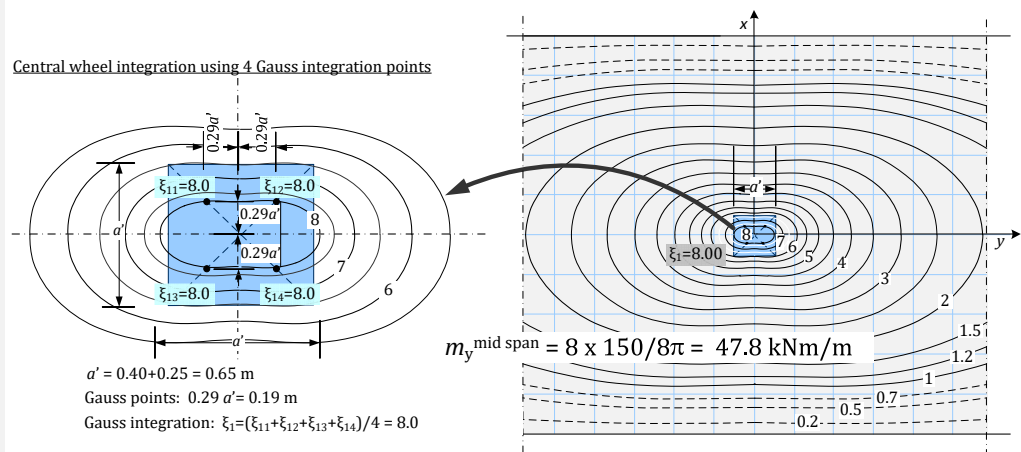 Central wheel integration using 4 Gauss integration points
0.29a'
0.29a'
ξ11=8.0
ξ12=8.0
8
0.29a'
a'
0.29a'
7
6
ξ13=8.0
ξ14=8.0
a'
a' = 0.40+0.25 = 0.65 m
Gauss points: 0.29 a'= 0.19 m
Gauss integration: ξ1=(ξ11+ξ12+ξ13+ξ14)/4 = 8.0
x
a'
8
7
6
y
ξ1=8.00
5
4
3
2
1.5
my mid span = 8 x 150/8π = 47.8 kNm/m
1.2
1
0.7
0.5
0.2